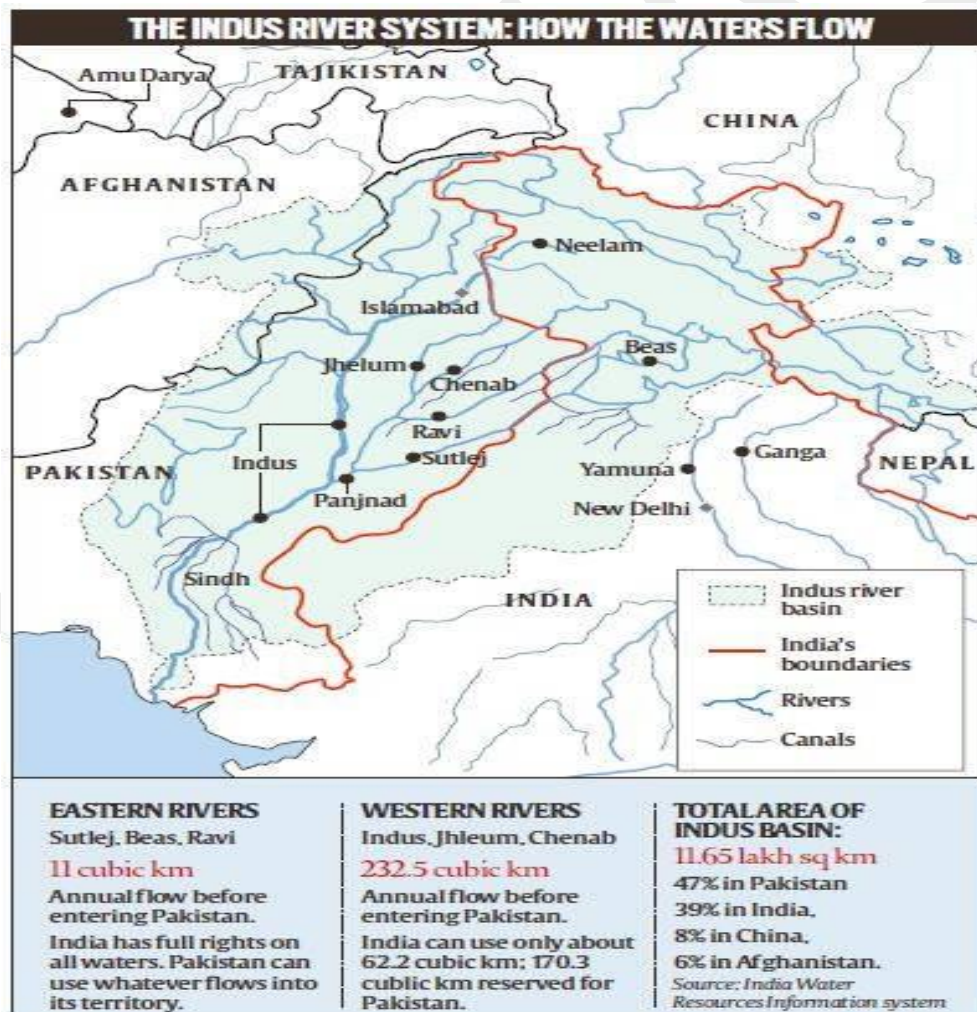 THE INDUS RIVER SYSTEM: HOW THE WATERS FLOW
Amu Darya
TAJIKISTAN
CHINA
AFGHANISTAN
Neelam
Islamabad
Jhelum
Beas
Chenab
Ravi
Sutlej
Indus
PAKISTAN
Panjnad
Yamuna
Ganga
NEPAL
New Delhi
Sindh
INDIA
Indus river
basin
India's
boundaries
Rivers
Canals
EASTERN RIVERS
Sutlej, Beas, Ravi
11 cubic km
Annual flow before
entering Pakistan.
India has full rights on
all waters. Pakistan can
use whatever flows into
its territory.
WESTERN RIVERS
Indus, Jhleum, Chenab
232.5 cubic km
Annual flow before
entering Pakistan.
India can use only about
62.2 cubic km; 170.3
cublic km reserved for
Pakistan.
TOTAL AREA OF
INDUS BASIN:
11.65 lakh sq km
47% in Pakistan
39% in India,
8% in China,
6% in Afghanistan.
Source: India Water
Resources Information system